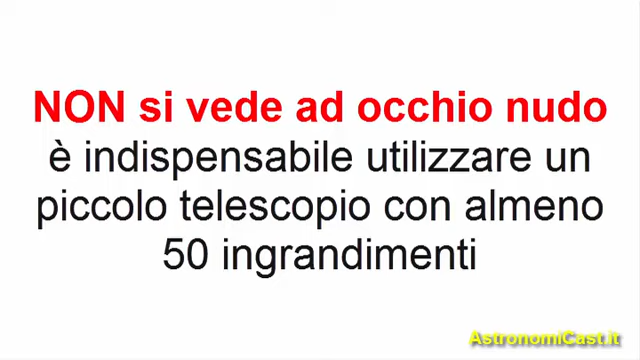 NON si vede ad occhio nudo
è indispensabile utilizzare un
piccolo telescopio con almeno
50 ingrandimenti
AstronomiCast.it